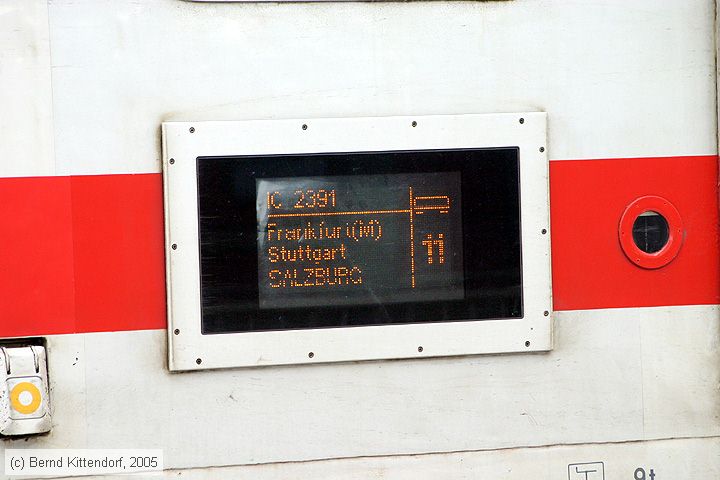 IC 2391
Frankfurt(M)
Stuttgart
SALZBURG
11
(c) Bernd Kittendorf, 2005
9t